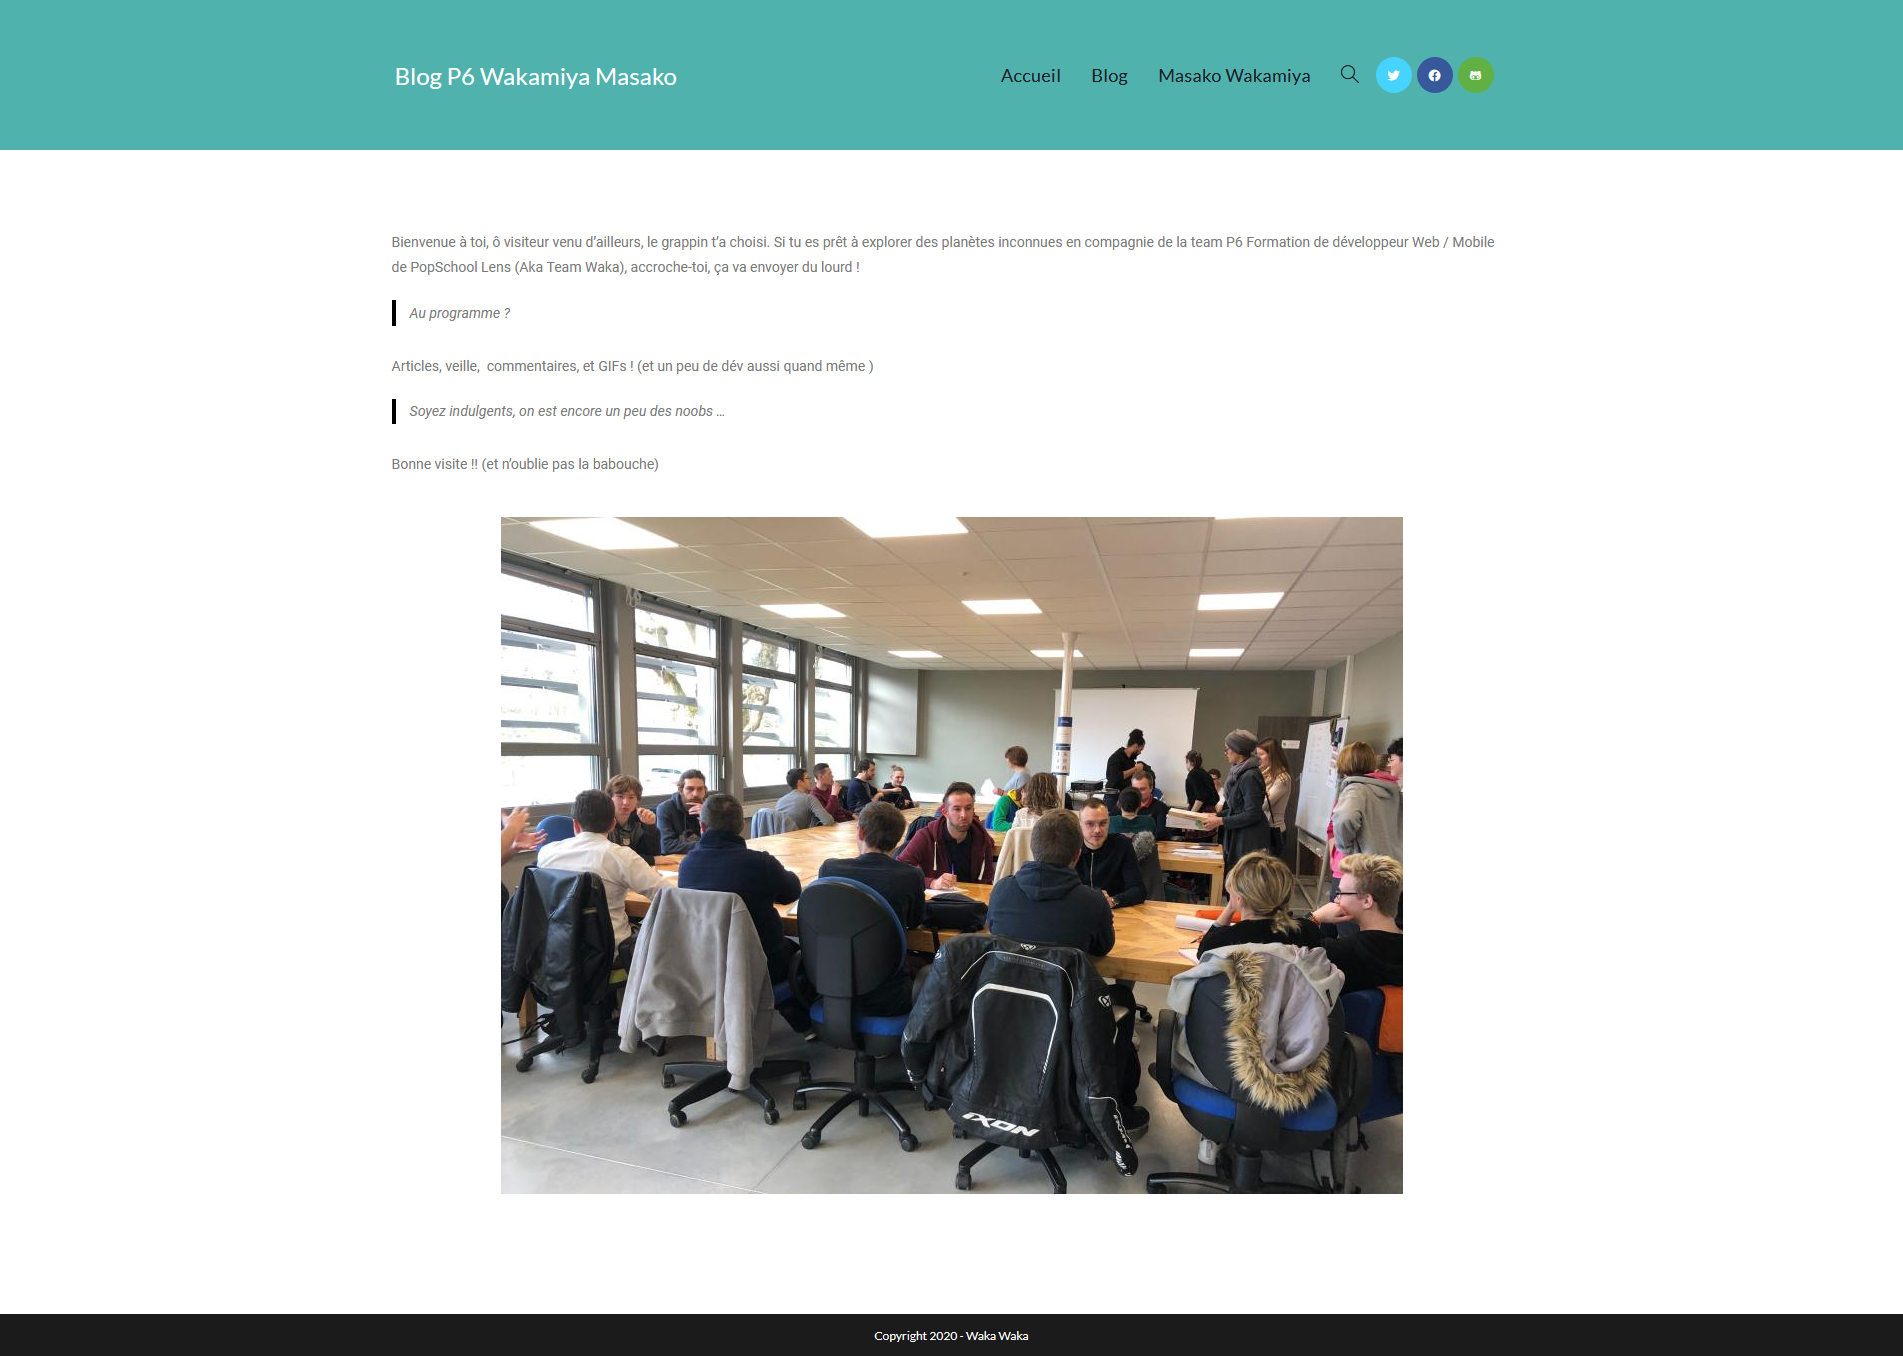 Blog P6 Wakamiya Masako
Accueil Blog Masako Wakamiya
Bienvenue à toi, ô visiteur venu d’ailleurs, le grappin t’a choisi. Si tu es prêt à explorer des planètes inconnues en compagnie de la team P6 Formation de développeur Web / Mobile
de PopSchool Lens (Aka Team Waka), accroche-toi, ça va envoyer du lourd !
Au programme ?
Articles, veille,  commentaires, et GIFs ! (et un peu de dév aussi quand même )
Soyez indulgents, on est encore un peu des noobs …
Bonne visite !! (et n’oublie pas la babouche)
IXON
Copyright 2020 - Waka Waka